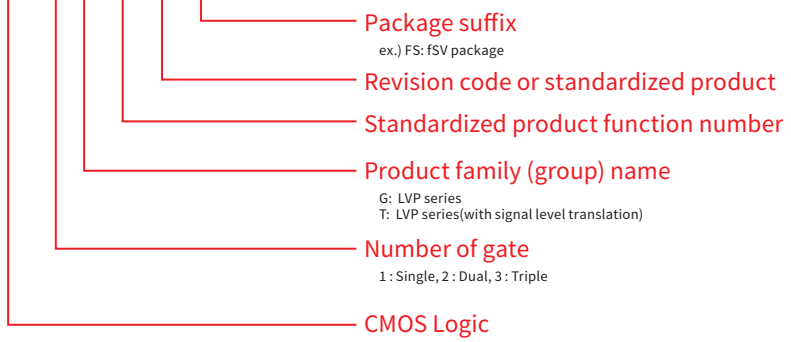 Package suffix
ex.) FS: fSV package
Revision code or standardized product
Standardized product function number
Product family (group) name
G: LVP series
T: LVP series(with signal level translation)
Number of gate
1 : Single, 2 : Dual, 3 : Triple
CMOS Logic